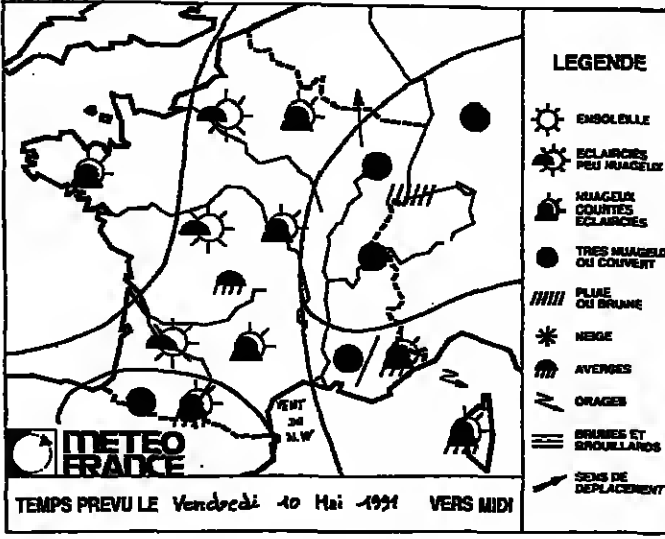 LEGENDE
ENSOLEILLE
ECLAIRCIES
PEU NUAGEUX
NUAGEUX
COURTES
ECLAIRCIES
TRES NUAGEUX
OU COUVERT
PLUIE
OU BRUINE
NEIGE
AVERSES
ORAGES
BRUMES ET
BROUILLARDS
SENS DE
DEPLACEMENT
VENT
DE
N.W
METEO
FRANCE
TEMPS PREVU LE Vendredi 10 Mai 1991 VERS MIDI